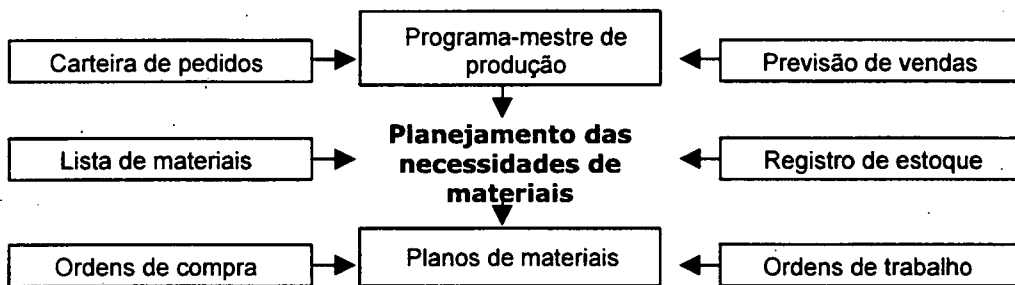 Programa-mestre de
produção
Carteira de pedidos
Previsão de vendas
Planejamento das
necessidades de
materiais
Lista de materiais
Registro de estoque
Ordens de compra
Planos de materiais
Ordens de trabalho